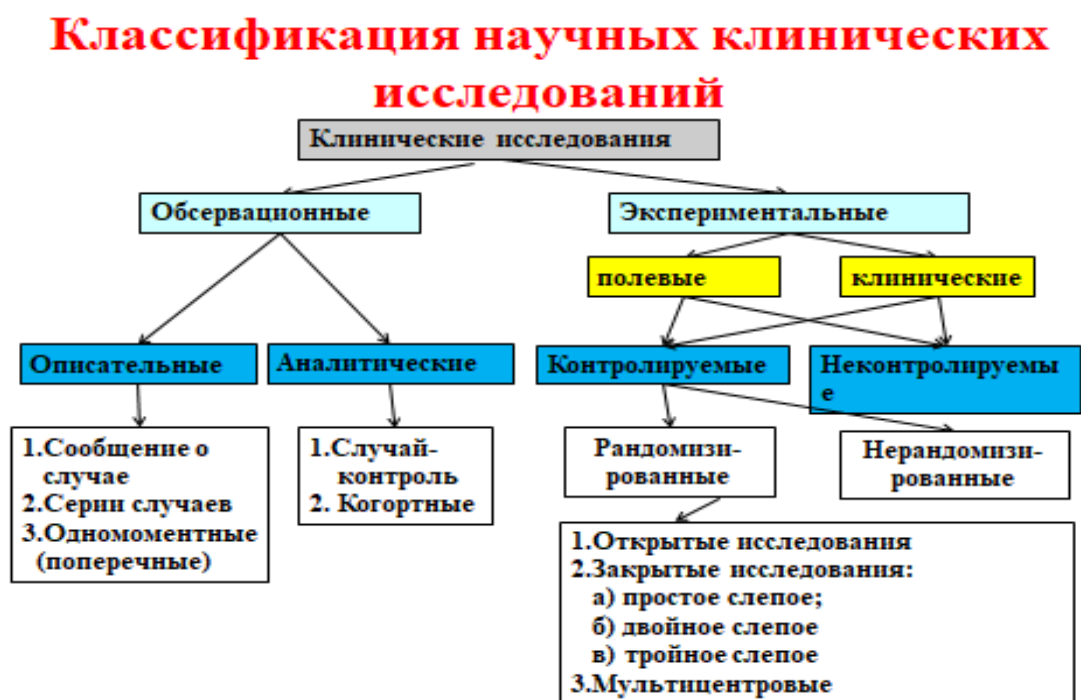 Классификация научных клинических
исследований
Клинические исследования
Обсервационные
Экспериментальные
полевые
клинические
Описательные
Аналитические
Контролируемые
Неконтролируемы
е
1.Сообщение о
случае
2.Серии случаев
3.Одномоментные
(поперечные)
1.Случай-
контроль
2. Когортные
Рандомизи-
рованные
Нерандомизи-
рованные
1.Открытые исследования
2.Закрытые исследования:
а) простое слепое;
б) двойное слепое
в) тройное слепое
3.Мультицентровые